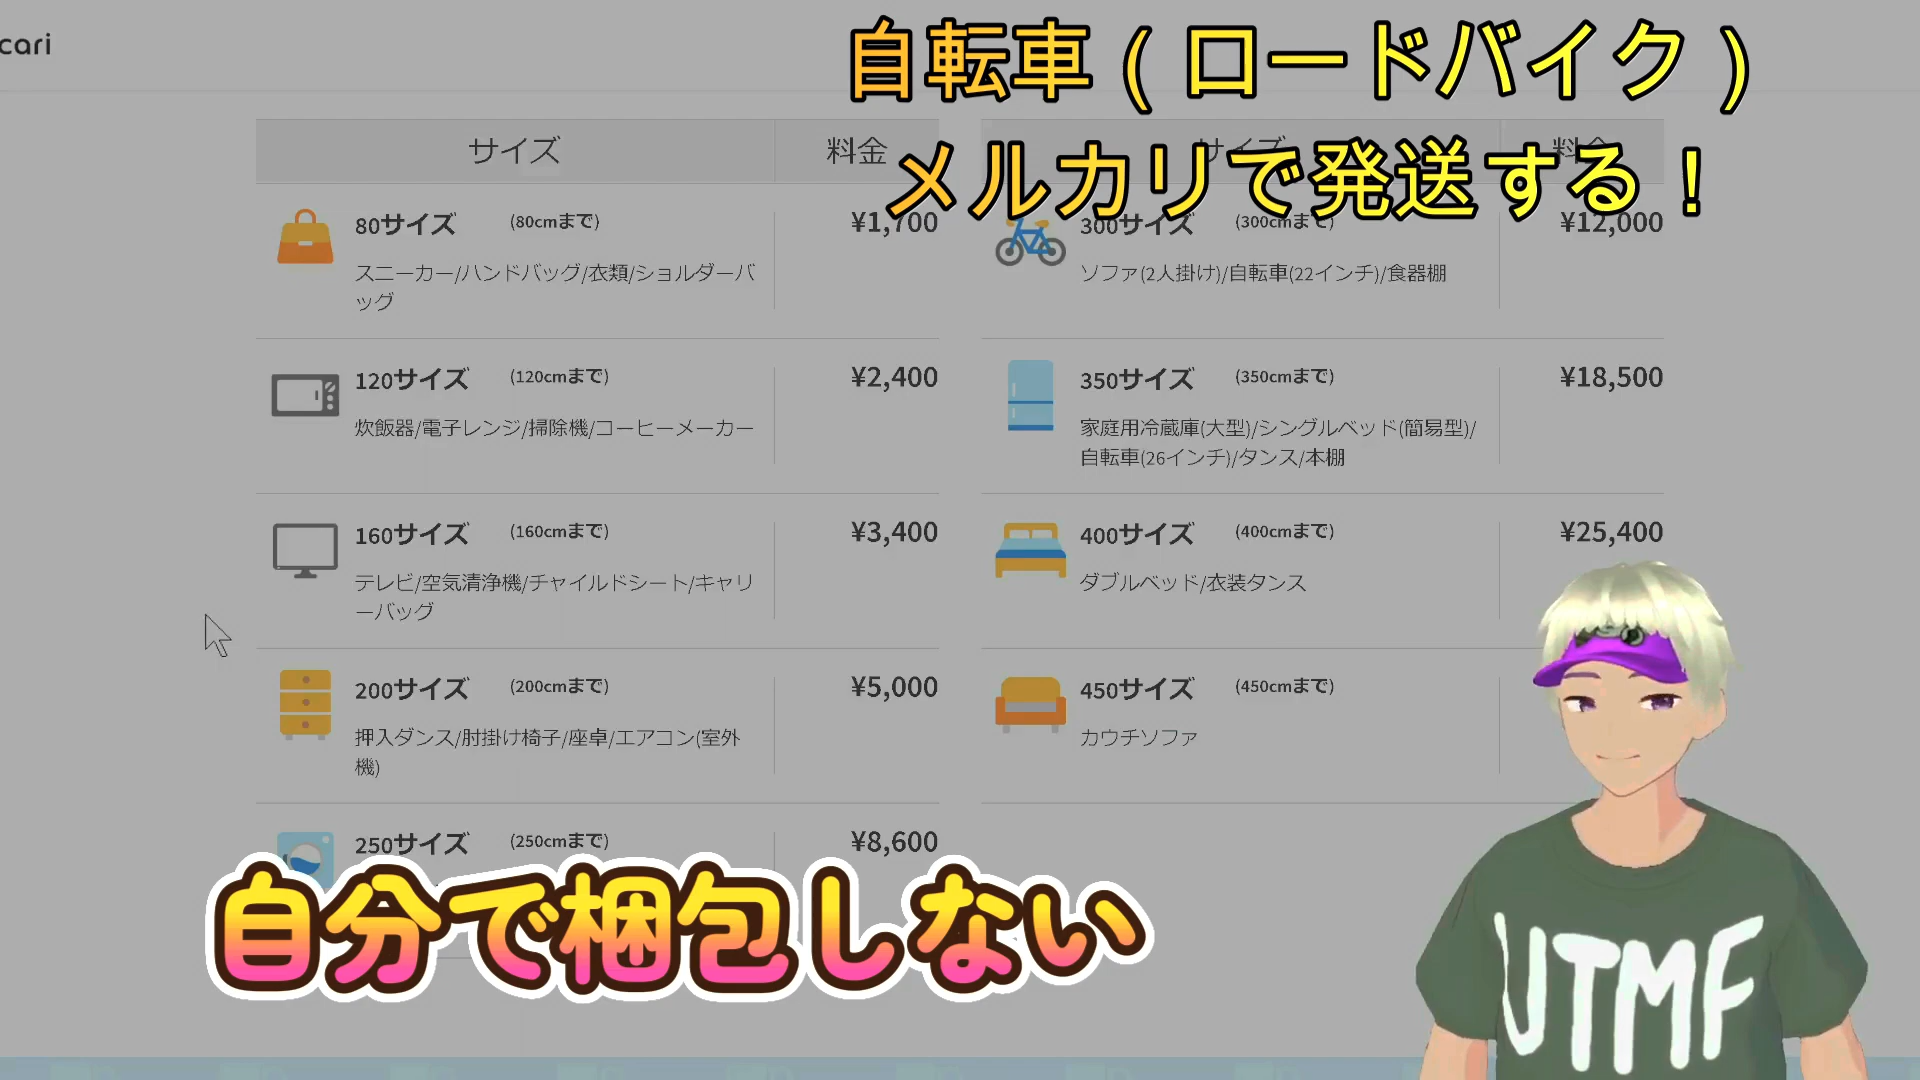 cari
自転車(ロードバイク)
メルカリで発送する!
サイズ 料金
サイズ 料金
80サイズ (80cmまで) ¥1,700
スニーカー/ハンドバッグ/衣類/ショルダーバ
ッグ
120サイズ (120cmまで) ¥2,400
炊飯器/電子レンジ/掃除機/コーヒーメーカー
160サイズ (160cmまで) ¥3,400
テレビ/空気清浄機/チャイルドシート/キャリ
ーバッグ
200サイズ (200cmまで) ¥5,000
押入ダンス/肘掛け椅子/座卓/エアコン(室外
機)
250サイズ (250cmまで) ¥8,600
300サイズ (300cmまで) ¥12,000
ソファ(2人掛け)/自転車(22インチ)/食器棚
350サイズ (350cmまで) ¥18,500
家庭用冷蔵庫(大型)/シングルベッド(簡易型)/
自転車(26インチ)/タンス/本棚
400サイズ (400cmまで) ¥25,400
ダブルベッド/衣装タンス
450サイズ (450cmまで)
カウチソファ
自分で梱包しない
UTMF